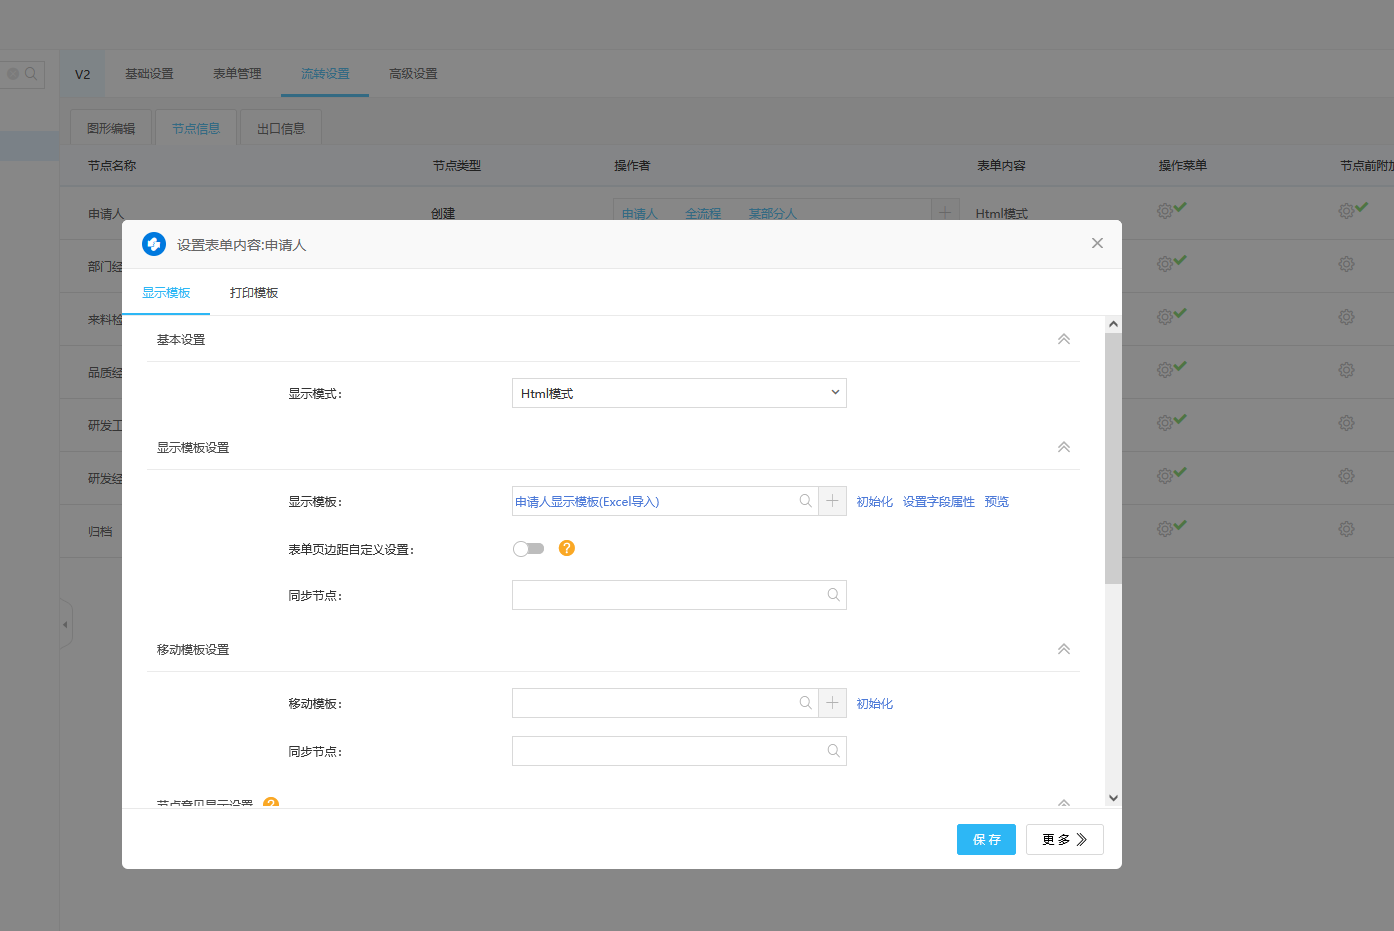 V2 基础设置 表单管理 流转设置 高级设置
图形编辑 节点信息 出口信息
节点名称 节点类型 操作者 表单内容 操作菜单 节点前附加
申请人 创建 申请人 全流程 某部分人 Html模式
部门经
来料检
品质经
研发工
研发经
归档
设置表单内容:申请人
显示模板 打印模板
基本设置
显示模式: Html模式
显示模板设置
显示模板: 申请人显示模板(Excel导入) 初始化 设置字段属性 预览
表单页边距自定义设置: ?
同步节点:
移动模板设置
移动模板: 初始化
同步节点:
节点意见显示设置 ?
保存 更多